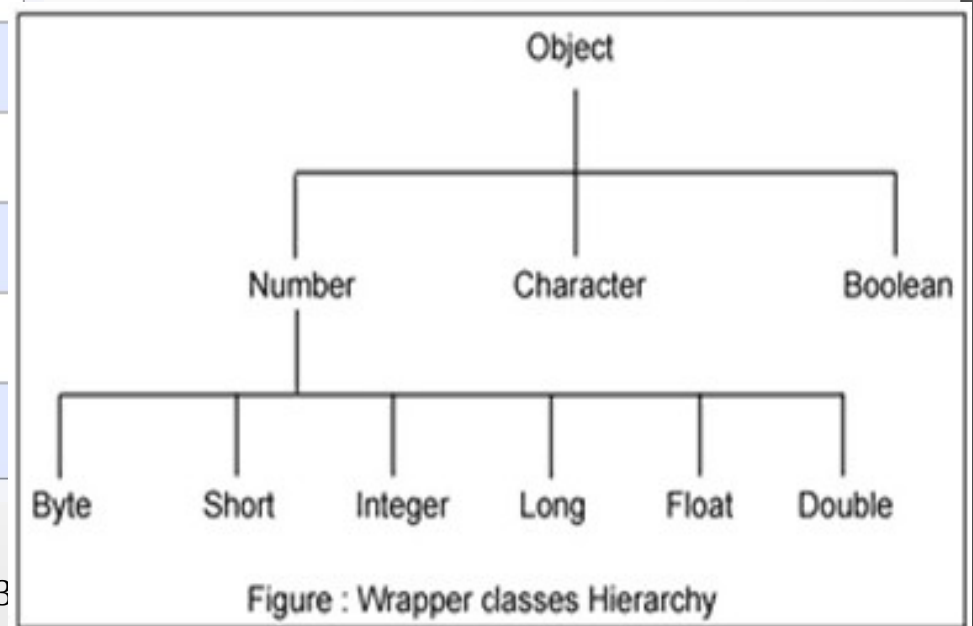 Object
Number Character Boolean
Byte Short Integer Long Float Double
Figure : Wrapper classes Hierarchy